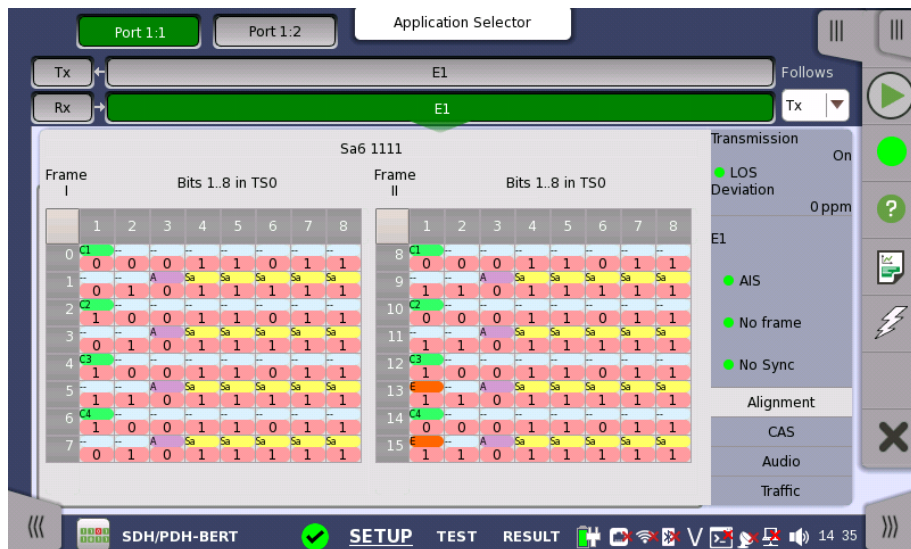 Application Selector
Port 1:1 Port 1:2
Tx E1 Follows
Rx E1 Tx
Sa6 1111
Frame I Bits 1..8 in TS0 Frame II Bits 1..8 in TS0
1 2 3 4 5 6 7 8 1 2 3 4 5 6 7 8
C1 -- -- -- -- -- -- -- C1 -- -- -- -- -- -- --
0 0 0 0 1 1 0 1 1 8 0 0 0 1 1 0 1 1
-- -- A Sa Sa Sa Sa Sa -- -- A Sa Sa Sa Sa Sa
1 0 1 0 1 1 1 1 1 9 1 1 0 1 1 1 1 1
C2 -- -- -- -- -- -- -- C2 -- -- -- -- -- -- --
2 1 0 0 1 1 0 1 1 10 0 0 0 1 1 0 1 1
-- -- A Sa Sa Sa Sa Sa -- -- A Sa Sa Sa Sa Sa
3 0 1 0 1 1 1 1 1 11 1 1 0 1 1 1 1 1
C3 -- -- -- -- -- -- -- C3 -- -- -- -- -- -- --
4 1 0 0 1 1 0 1 1 12 1 0 0 1 1 0 1 1
-- -- A Sa Sa Sa Sa Sa E -- A Sa Sa Sa Sa Sa
5 1 1 0 1 1 1 1 1 13 1 1 0 1 1 1 1 1
C4 -- -- -- -- -- -- -- C4 -- -- -- -- -- -- --
6 1 0 0 1 1 0 1 1 14 0 0 0 1 1 0 1 1
-- -- A Sa Sa Sa Sa Sa E -- A Sa Sa Sa Sa Sa
7 0 1 0 1 1 1 1 1 15 1 1 0 1 1 1 1 1
Transmission
On
LOS
Deviation
0 ppm
E1
AIS
No frame
No Sync
Alignment
CAS
Audio
Traffic
SDH/PDH-BERT SETUP TEST RESULT V 14 35